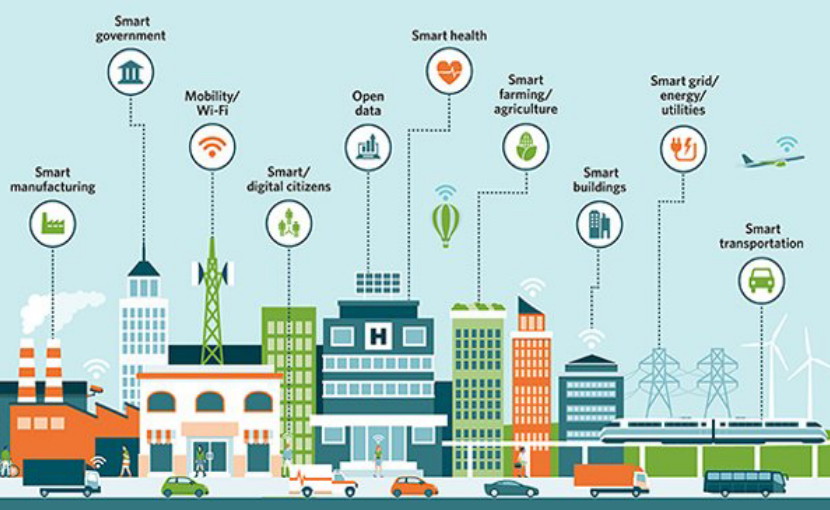 Smart
government
Smart health
Mobility/
Wi-Fi
Open
data
Smart
farming/
agriculture
Smart grid/
energy/
utilities
Smart
manufacturing
Smart/
digital citizens
Smart
buildings
Smart
transportation
H